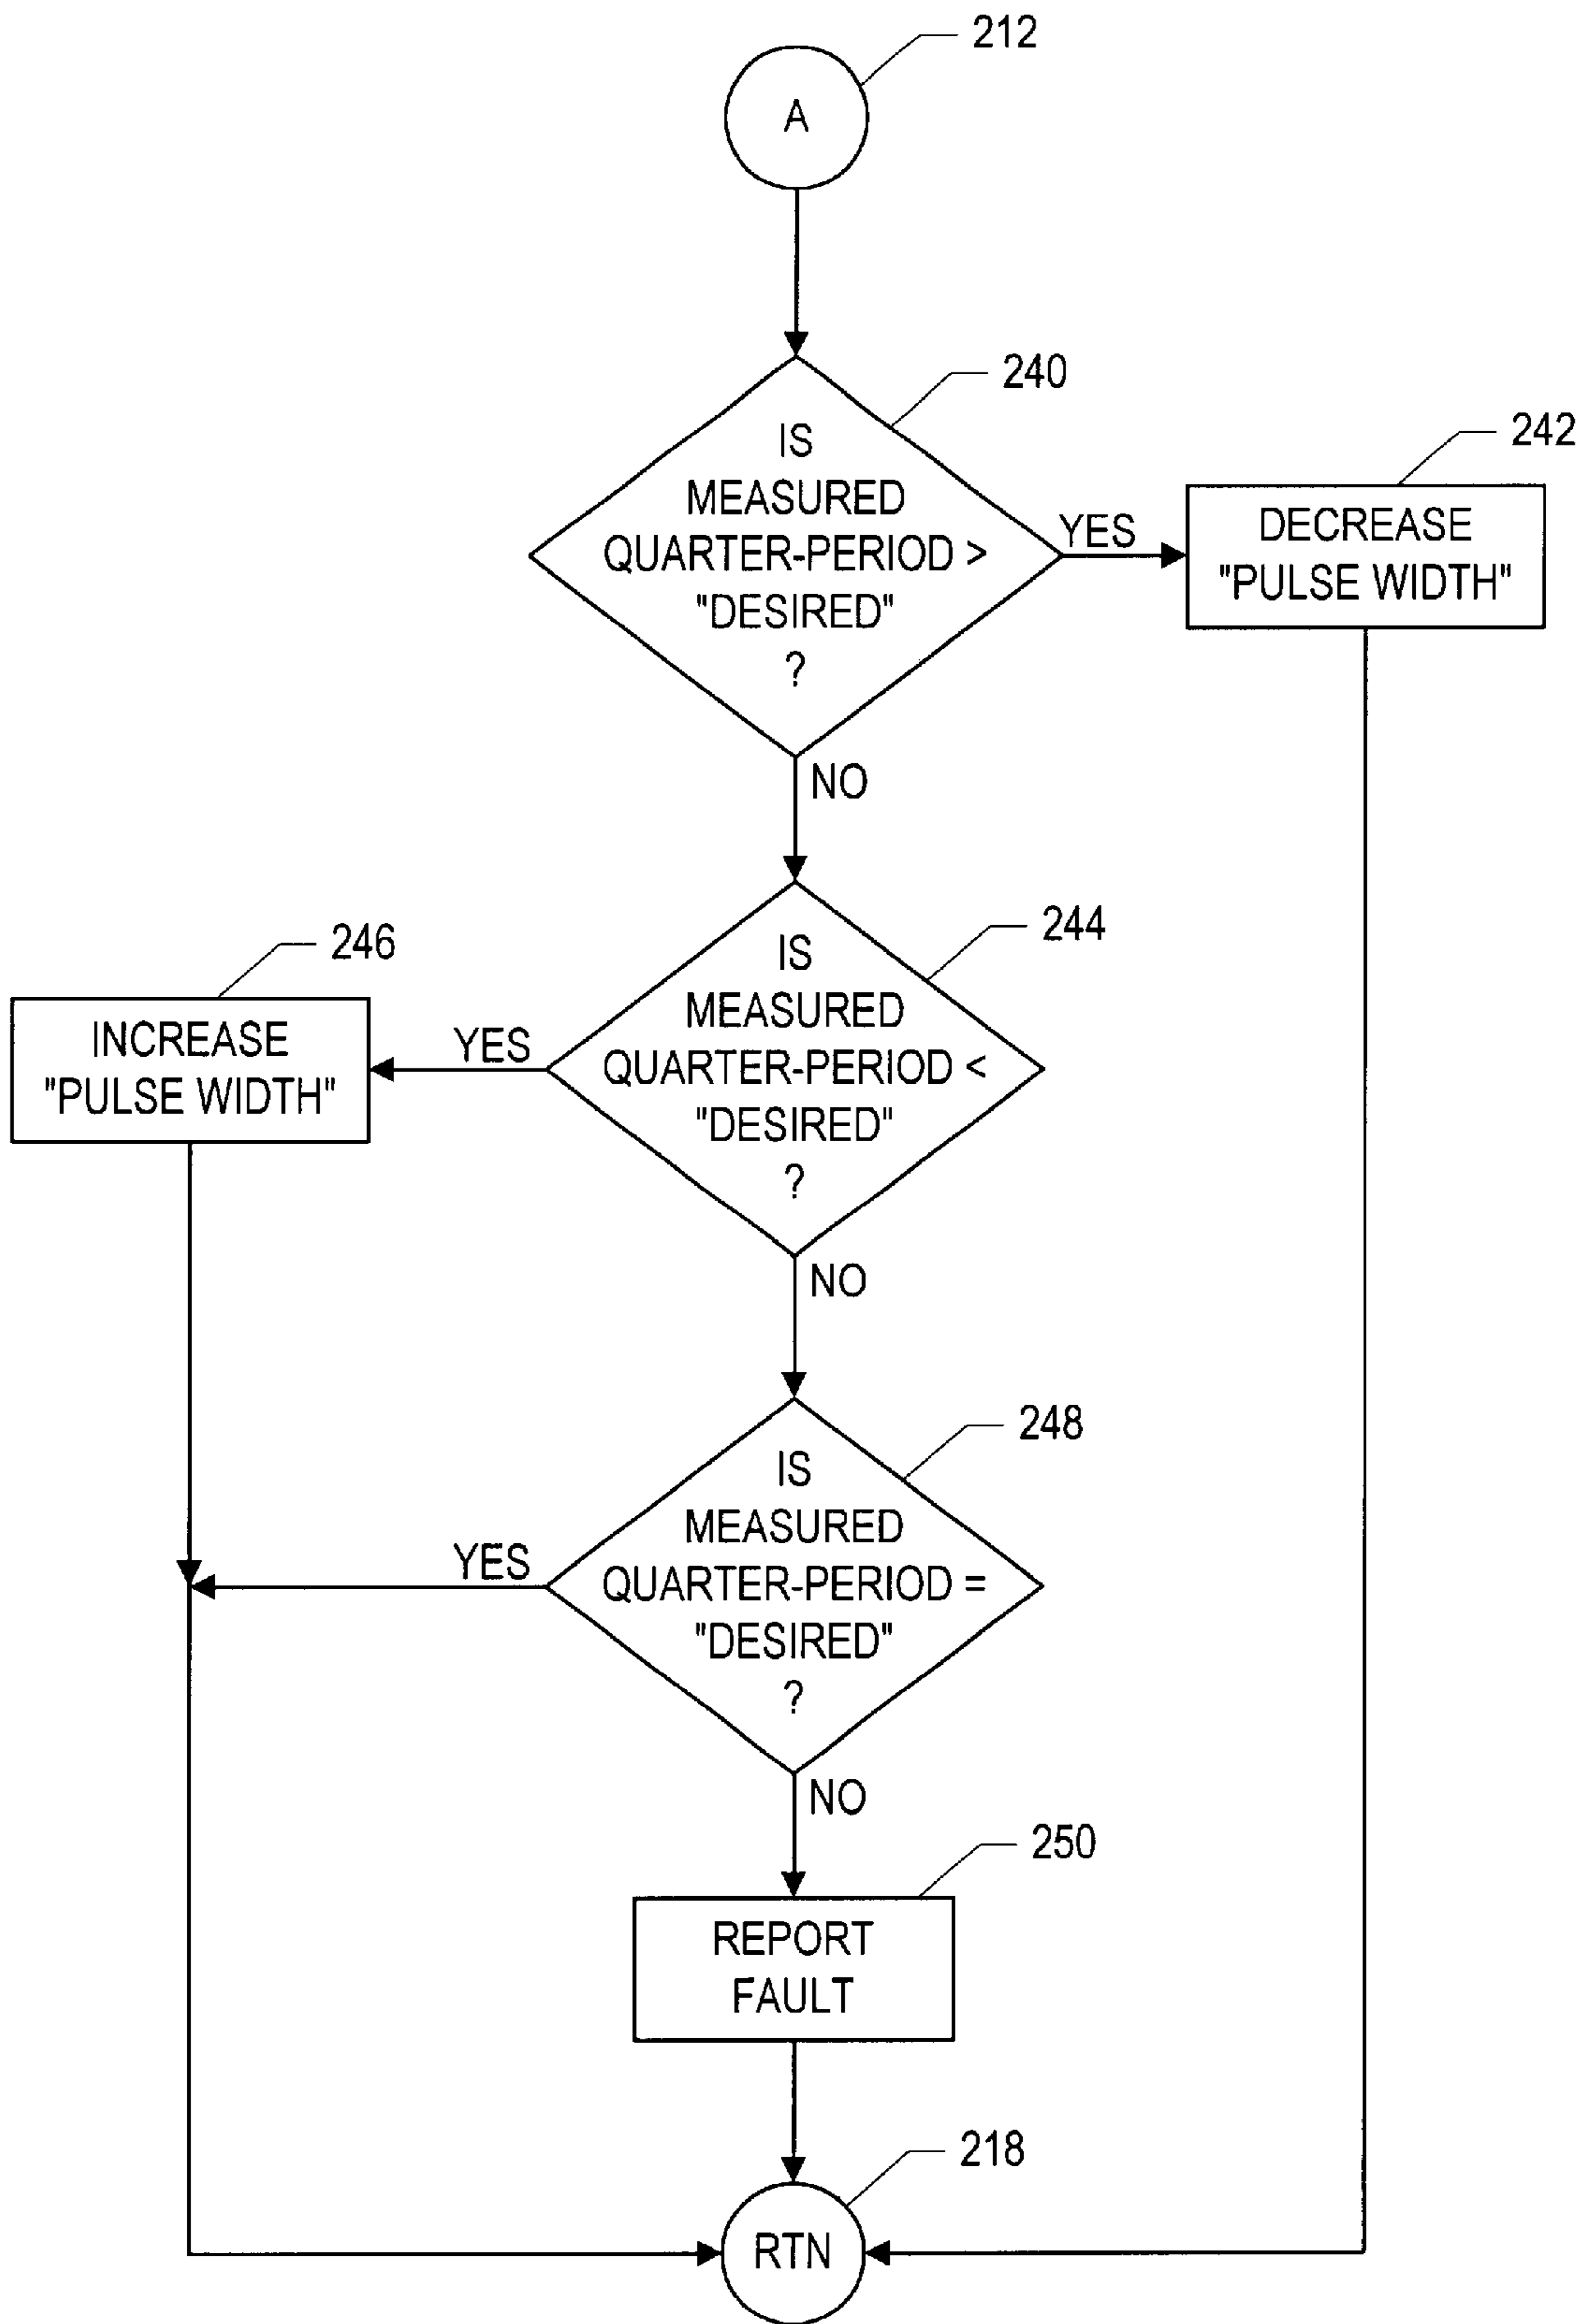 212
A
240
IS
MEASURED
QUARTER-PERIOD >
"DESIRED"
?
YES
242
DECREASE
"PULSE WIDTH"
NO
244
IS
MEASURED
QUARTER-PERIOD <
"DESIRED"
?
YES
246
INCREASE
"PULSE WIDTH"
NO
248
IS
MEASURED
QUARTER-PERIOD =
"DESIRED"
?
YES
NO
250
REPORT
FAULT
218
RTN